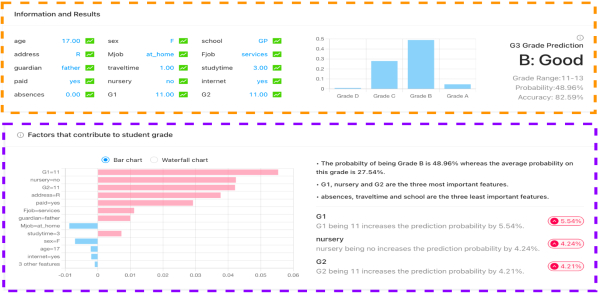 Information and Results
age 17.00 sex F school GP
address R Mjob at_home Fjob services
guardian father traveltime 1.00 studytime 3.00
paid yes nursery no internet yes
absences 0.00 G1 11.00 G2 11.00
0.5
0.4
0.3
0.2
0.1
0
Grade D Grade C Grade B Grade A
G3 Grade Prediction
B: Good
Grade Range:11-13
Probability:48.96%
Accuracy: 82.59%
Factors that contribute to student grade
Bar chart Waterfall chart
G1=11
nursery=no
G2=11
address=R
paid=yes
Fjob=services
guardian=father
Mjob=at_home
studytime=3
sex=F
age=17
internet=yes
3 other features
-0.01 0 0.01 0.02 0.03 0.04 0.05 0.06
• The probabilty of being Grade B is 48.96% whereas the average probability on
this grade is 27.54%.
• G1, nursery and G2 are the three most important features.
• absences, traveltime and school are the three least important features.
G1
G1 being 11 increases the prediction probability by 5.54%.
5.54%
nursery
nursery being no increases the prediction probability by 4.24%.
4.24%
G2
G2 being 11 increases the prediction probability by 4.21%.
4.21%